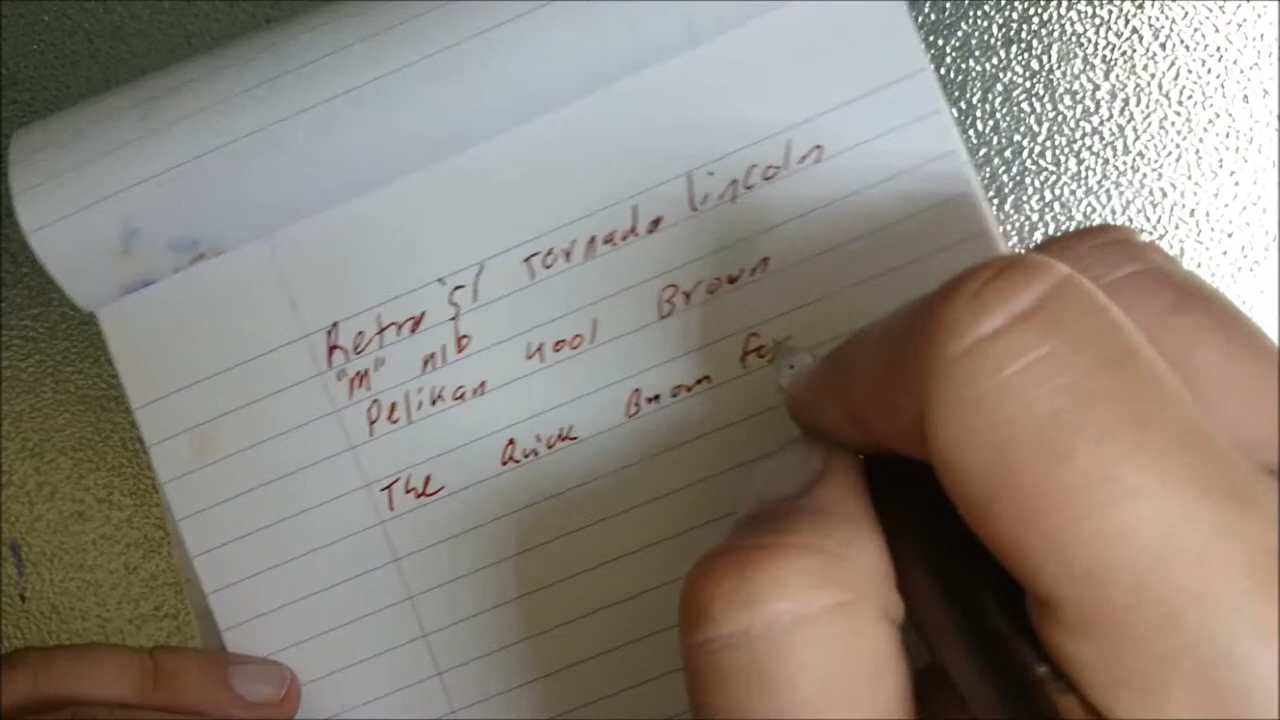 Retro '51 Tornado lincoln
"M" nib
Pelikan 4001 Brown
The Quick Brown fox